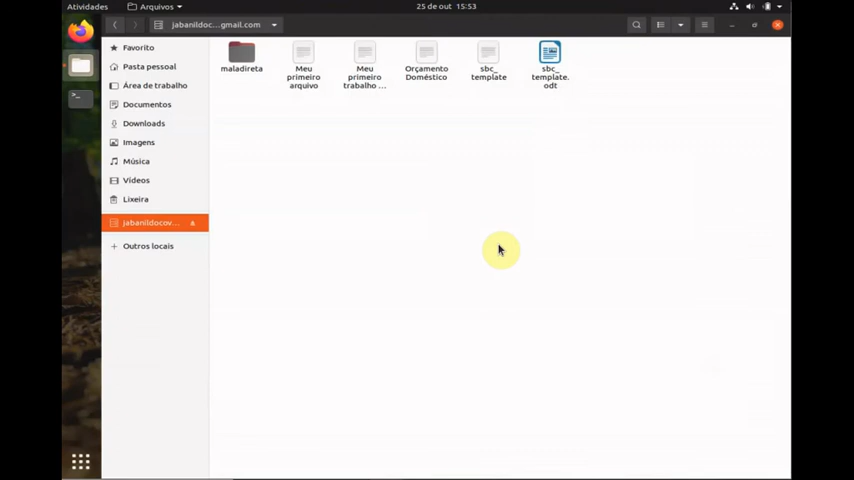 Atividades
Arquivos
25 de out 15:53
jabanildoc...gmail.com
Favorito
Pasta pessoal
Área de trabalho
Documentos
Downloads
Imagens
Música
Vídeos
Lixeira
jabanildocov...
Outros locais
maladireta
Meu
primeiro
arquivo
Meu
primeiro
trabalho ...
Orçamento
Doméstico
sbc_
template
sbc_
template.
odt